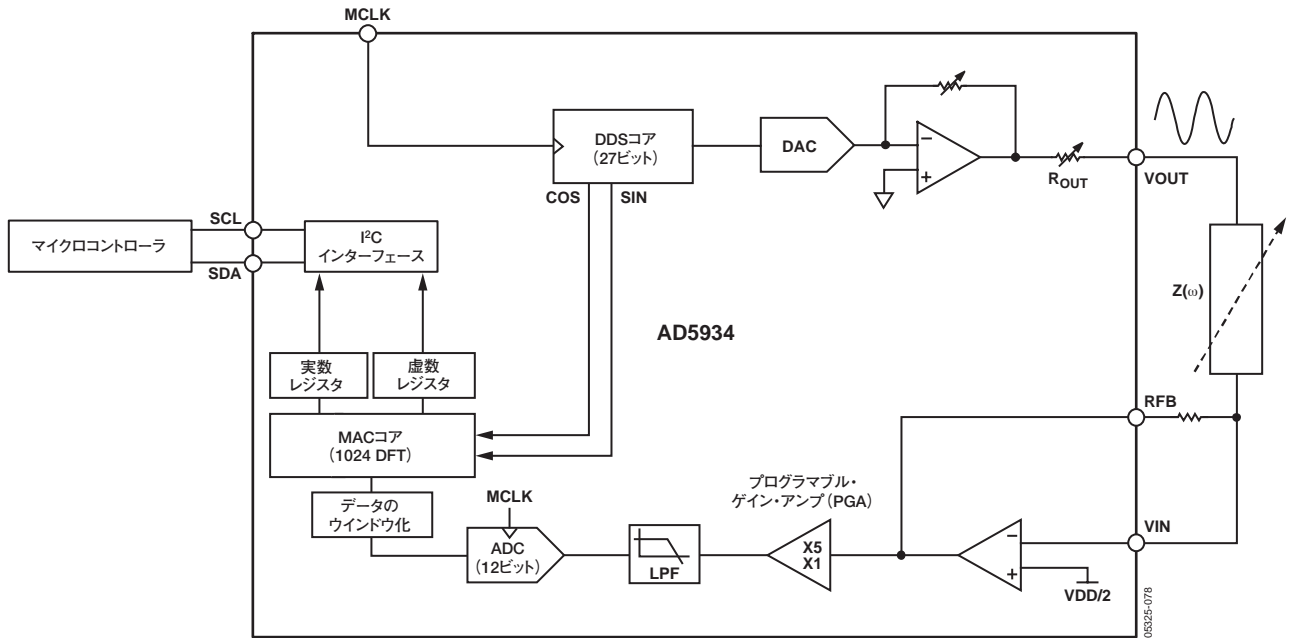 MCLK
DDSコア
(27ビット)
DAC
ROUT
VOUT
COS
SIN
SCL
マイクロコントローラ
I²C
インターフェース
SDA
Z(ω)
AD5934
実数
レジスタ
虚数
レジスタ
RFB
MACコア
(1024 DFT)
プログラマブル・
ゲイン・アンプ(PGA)
MCLK
データの
ウインドウ化
VIN
ADC
(12ビット)
LPF
X5
X1
VDD/2
05325-078